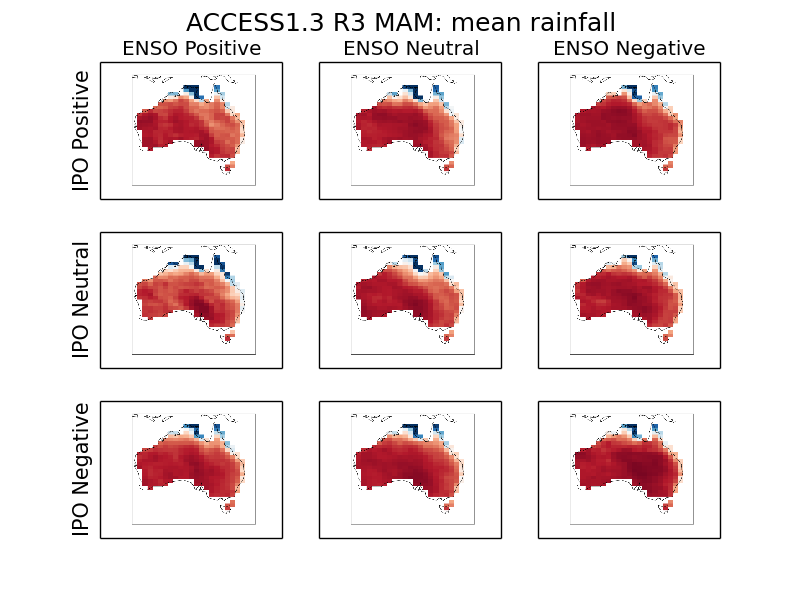 ACCESS1.3 R3 MAM: mean rainfall
ENSO Positive
ENSO Neutral
ENSO Negative
IPO Positive
IPO Neutral
IPO Negative